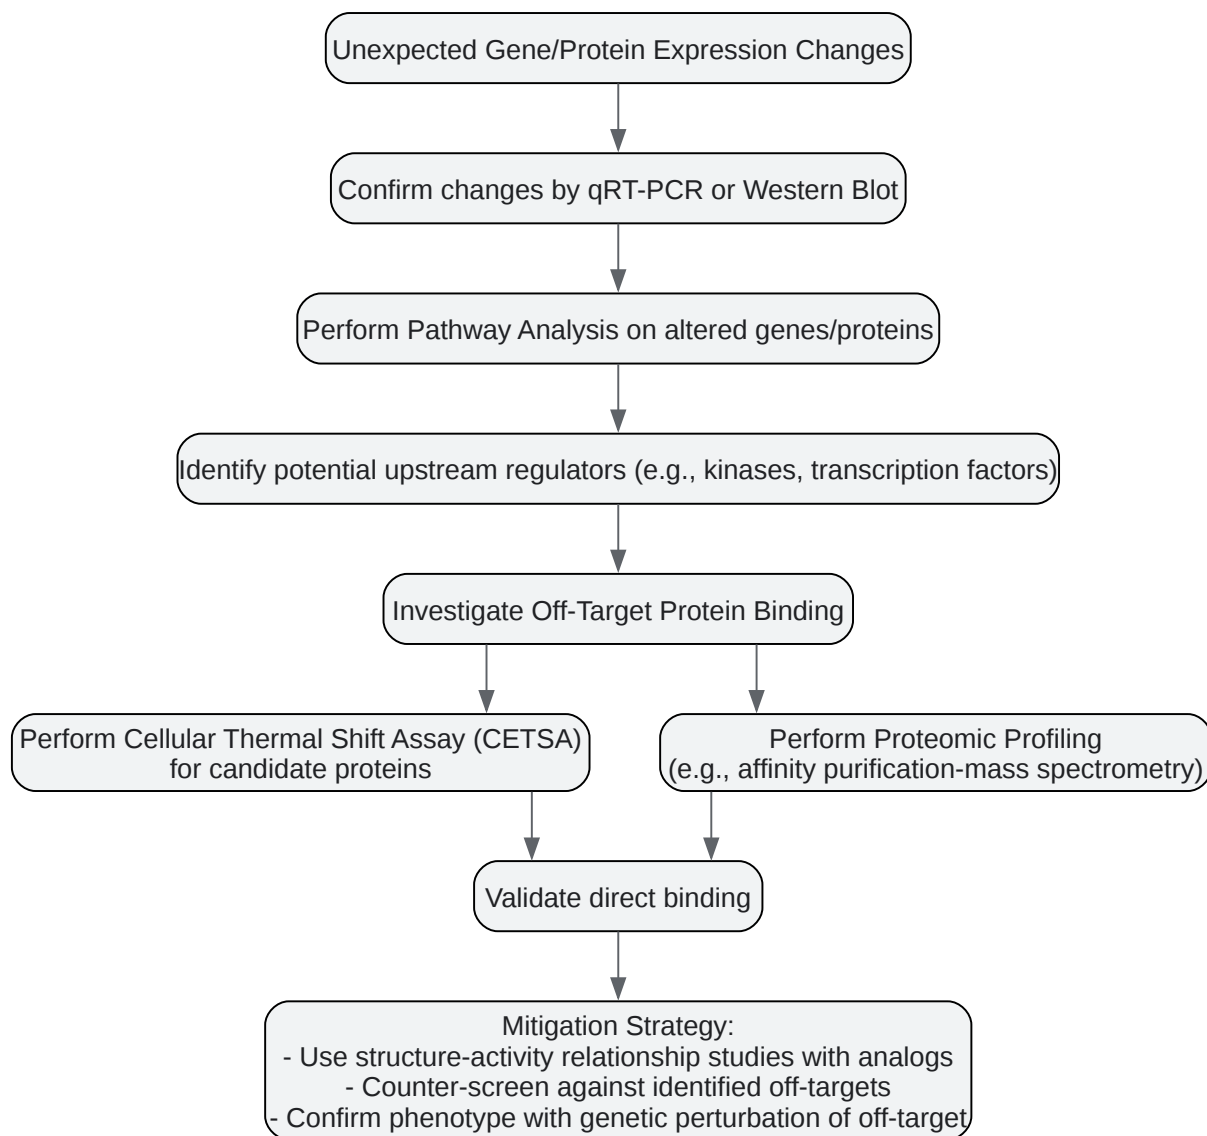 Unexpected Gene/Protein Expression Changes
Confirm changes by qRT-PCR or Western Blot
Perform Pathway Analysis on altered genes/proteins
Identify potential upstream regulators (e.g., kinases, transcription factors)
Investigate Off-Target Protein Binding
Perform Cellular Thermal Shift Assay (CETSA)
for candidate proteins
Perform Proteomic Profiling
(e.g., affinity purification-mass spectrometry)
Validate direct binding
Mitigation Strategy:
- Use structure-activity relationship studies with analogs
- Counter-screen against identified off-targets
- Confirm phenotype with genetic perturbation of off-target